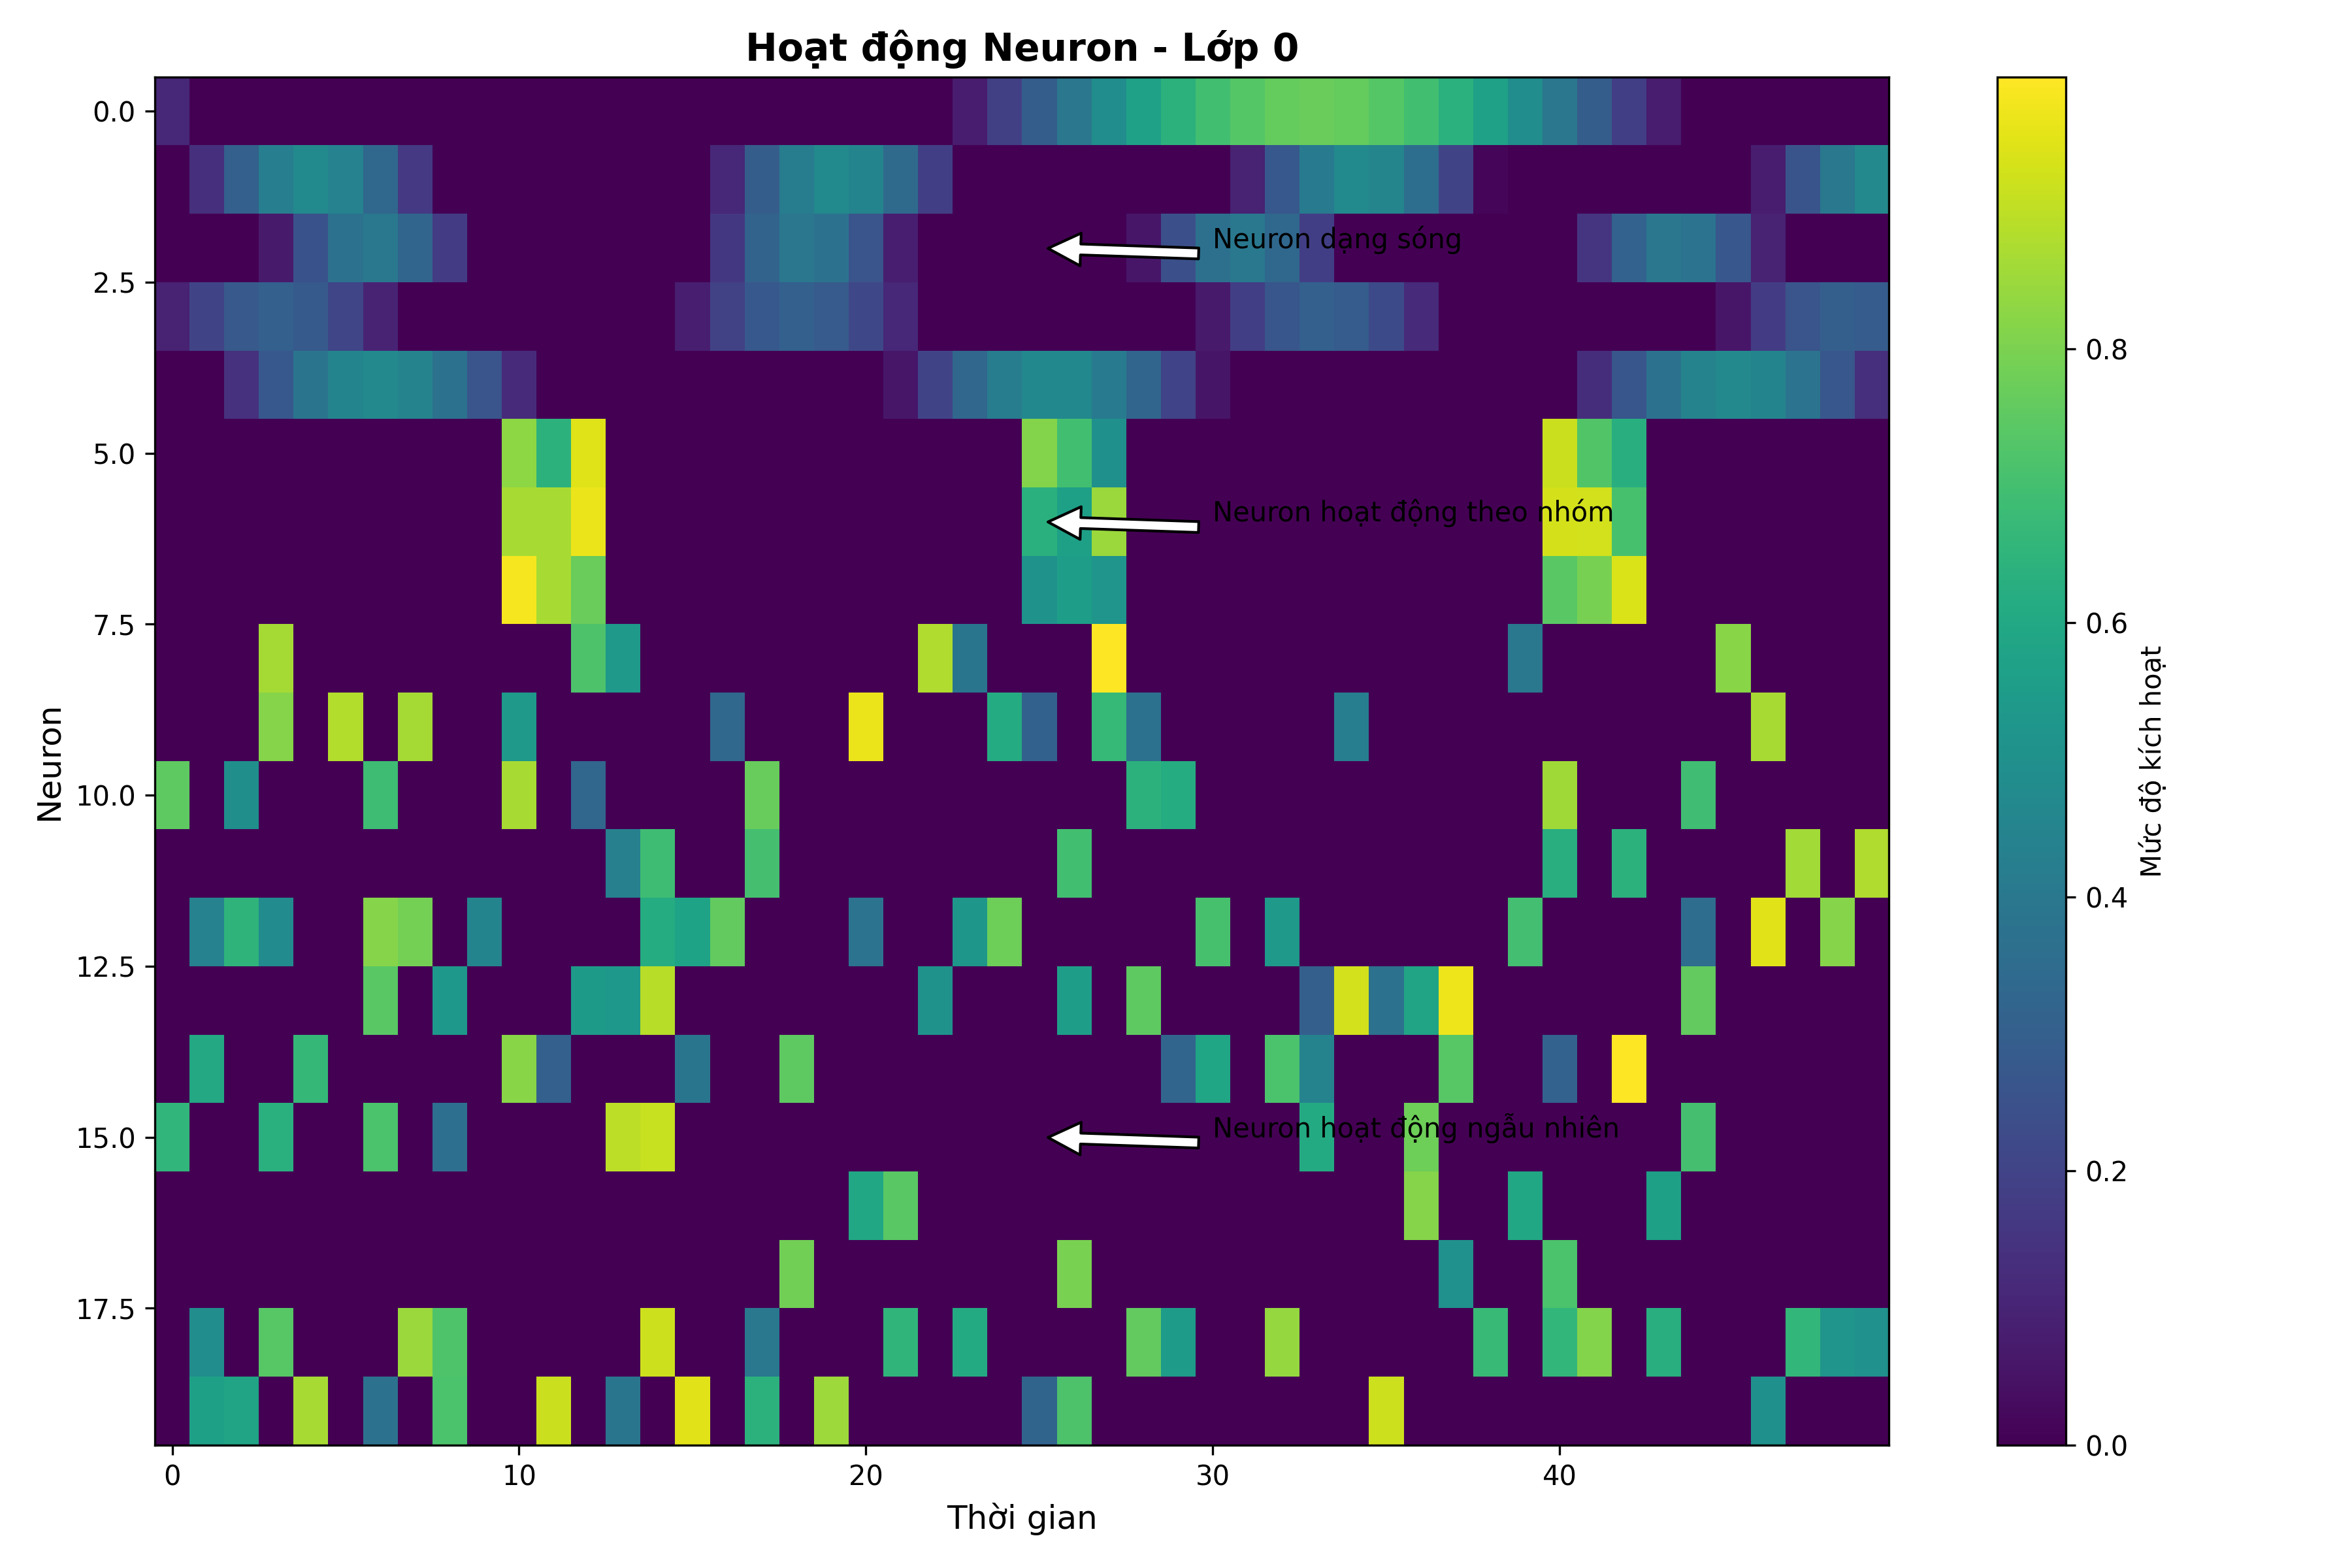 Hoạt động Neuron - Lớp 0
0.0
2.5
5.0
7.5
10.0
12.5
15.0
17.5
Neuron
Neuron dạng sóng
Neuron hoạt động theo nhóm
Neuron hoạt động ngẫu nhiên
0
10
20
30
40
Thời gian
0.8
0.6
0.4
0.2
0.0
Mức độ kích hoạt